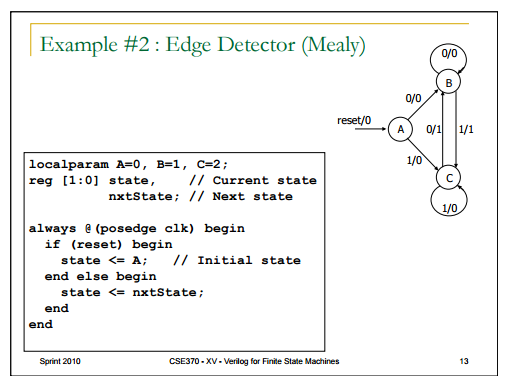 Example #2 : Edge Detector (Mealy)
0/0
B
0/0
reset/0
A
0/1
1/1
1/0
C
1/0
localparam A=0, B=1, C=2;
reg [1:0] state,     // Current state
          nxtState; // Next state
always @(posedge clk) begin
  if (reset) begin
    state <= A;   // Initial state
  end else begin
    state <= nxtState;
  end
end
Sprint 2010
CSE370 - XV - Verilog for Finite State Machines
13